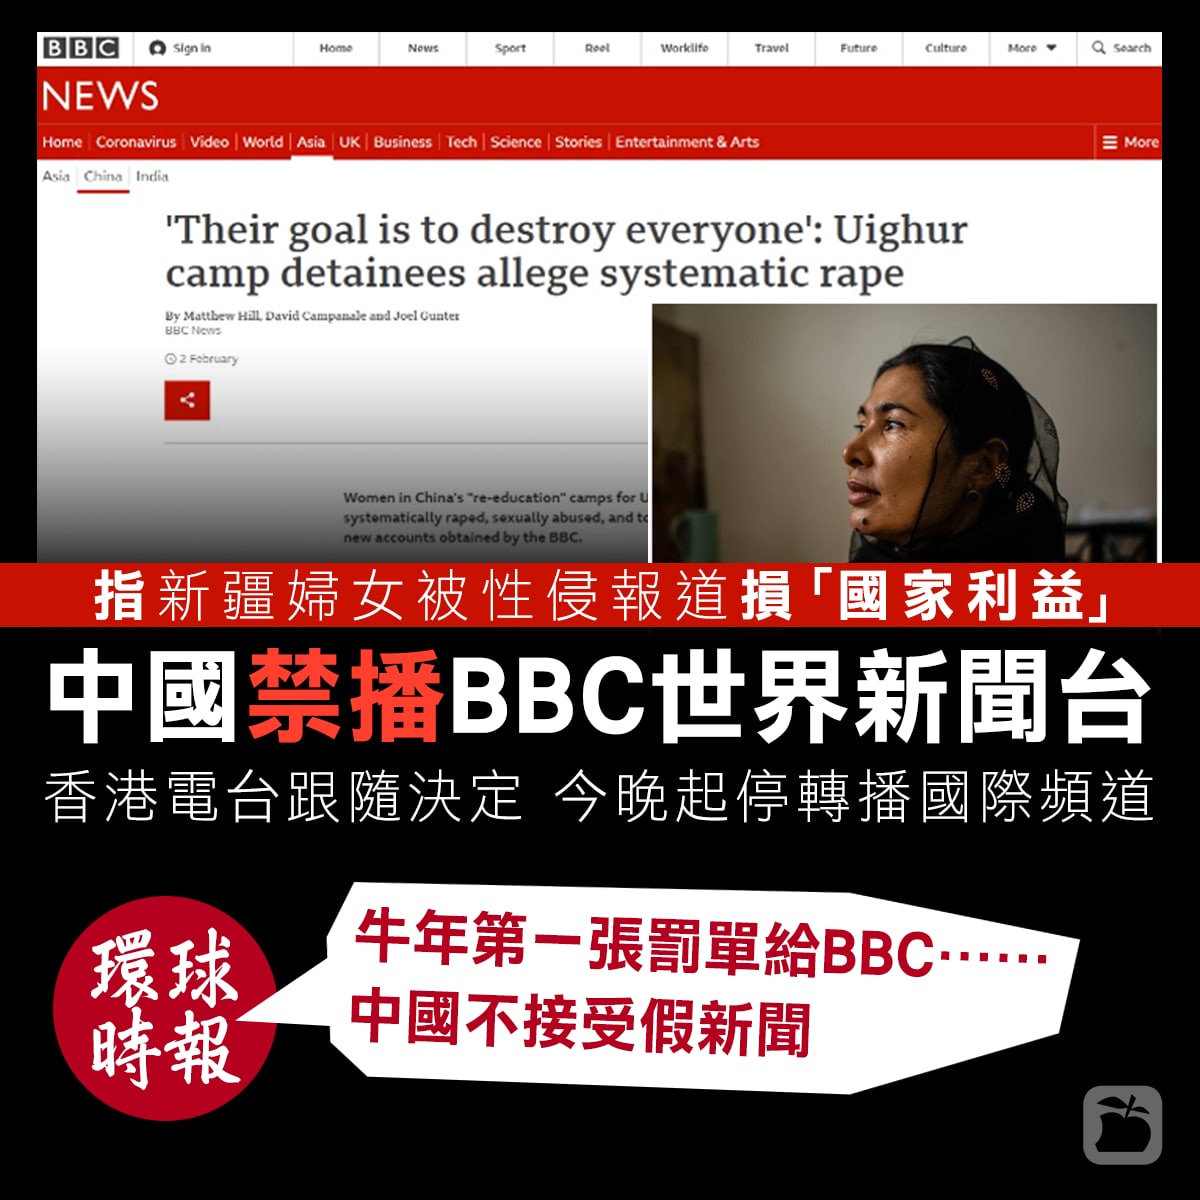 BBC Sign in Home News Sport Reel Worklife Travel Future Culture More Search
NEWS
Home Coronavirus Video World Asia UK Business Tech Science Stories Entertainment & Arts More
Asia China India
'Their goal is to destroy everyone': Uighur
camp detainees allege systematic rape
By Matthew Hill, David Campanale and Joel Gunter
BBC News
2 February
Women in China's "re-education" camps for U
systematically raped, sexually abused, and to
new accounts obtained by the BBC.
指新疆婦女被性侵報道損「國家利益」
中國禁播BBC世界新聞台
香港電台跟隨決定 今晚起停轉播國際頻道
環球
時報
牛年第一張罰單給BBC……
中國不接受假新聞